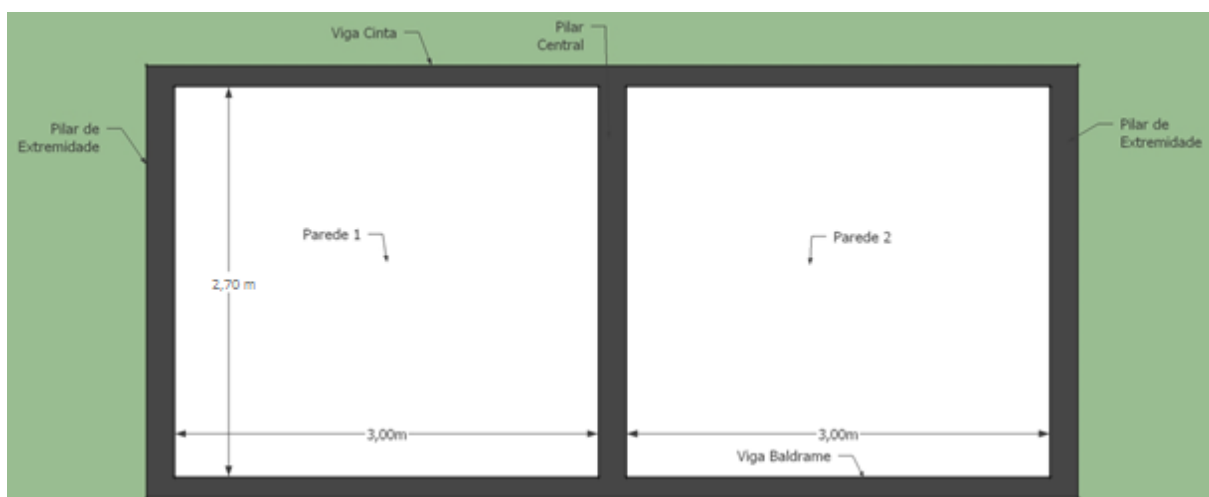 Viga Cinta
Pilar
Central
Pilar de
Extremidade
Pilar de
Extremidade
Parede 1
Parede 2
2,70 m
3,00m
3,00m
Viga Baldrame